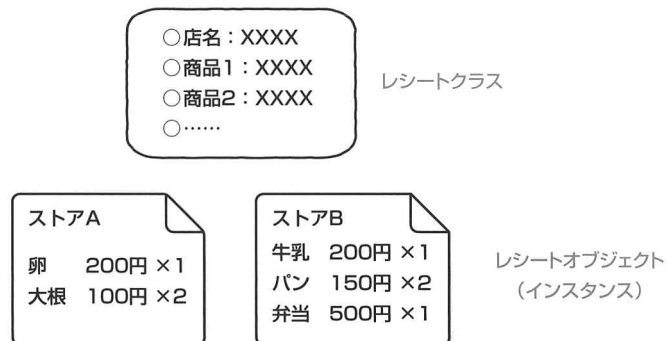 ○店名：XXXX
○商品1：XXXX
○商品2：XXXX
○……
レシートクラス
ストアA
卵 200円 ×1
大根 100円 ×2
ストアB
牛乳 200円 ×1
パン 150円 ×2
弁当 500円 ×1
レシートオブジェクト
（インスタンス）